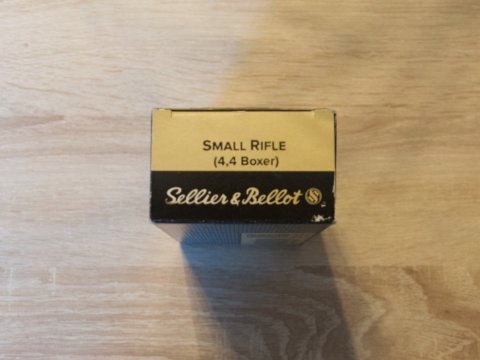 SMALL RIFLE
(4,4 Boxer)
Sellier & Bellot